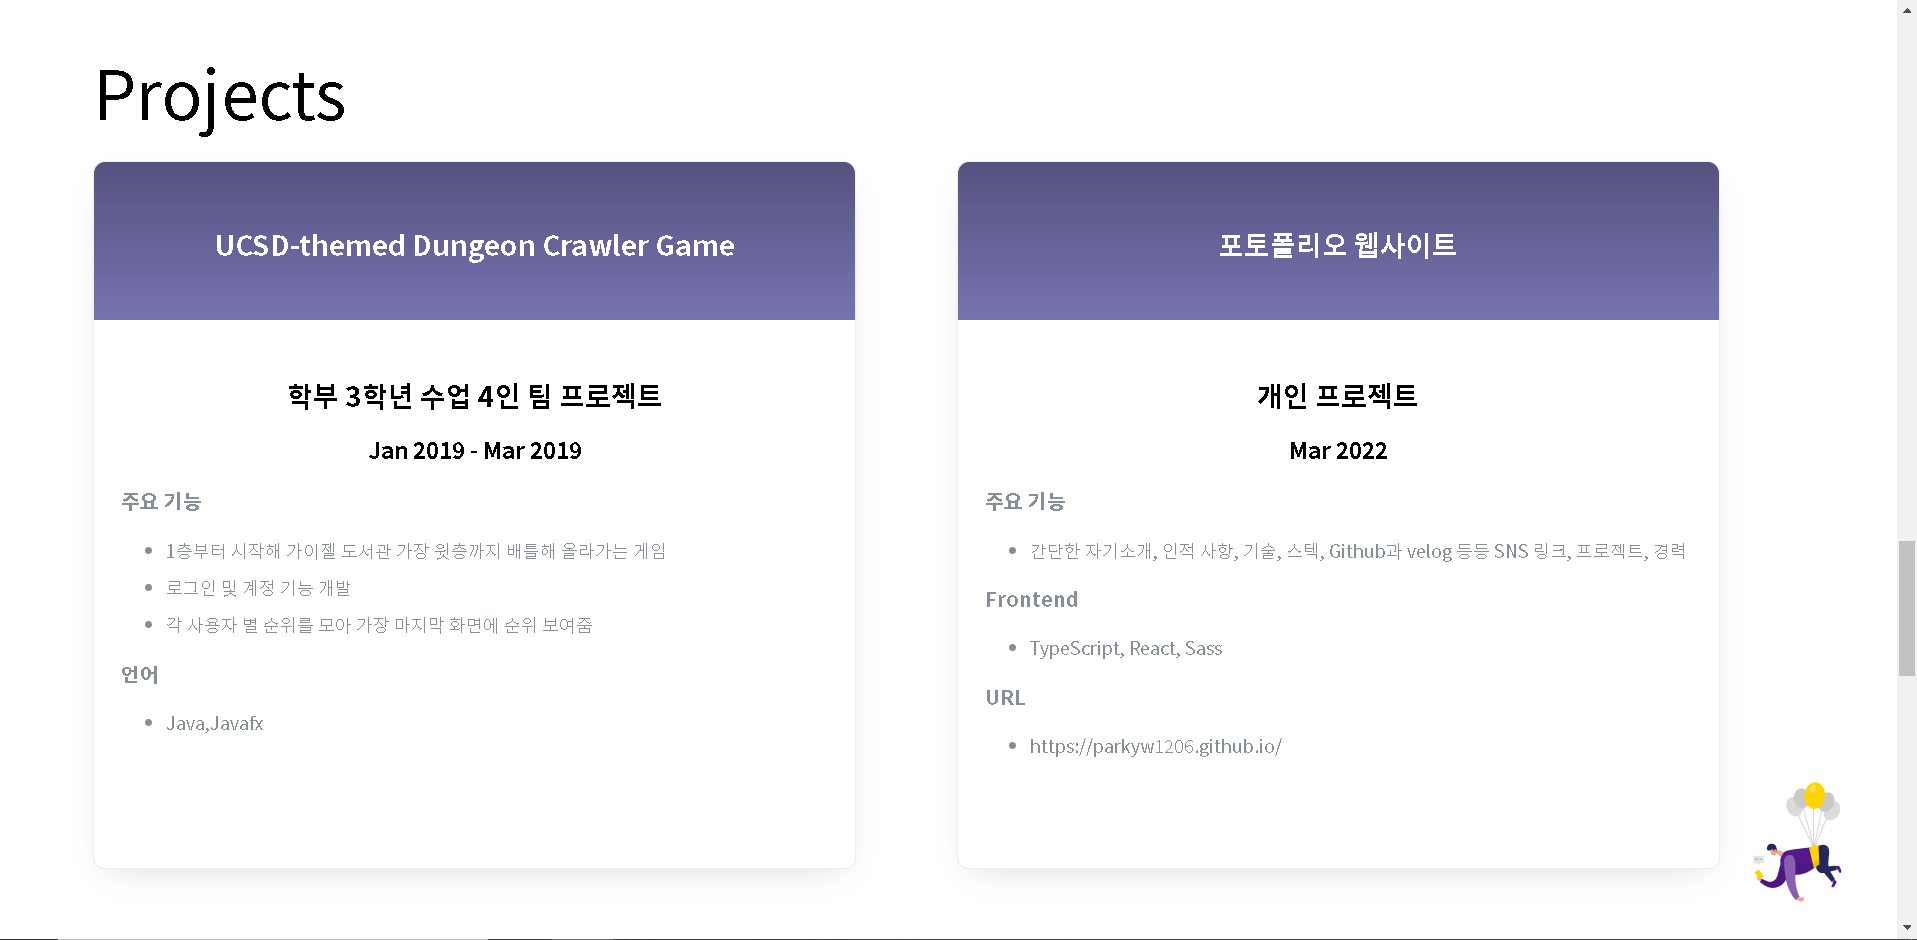 Projects
UCSD-themed Dungeon Crawler Game
학부 3학년 수업 4인 팀 프로젝트
Jan 2019 - Mar 2019
주요 기능
1층부터 시작해 가이젤 도서관 가장 윗층까지 배틀해 올라가는 게임
로그인 및 계정 기능 개발
각 사용자 별 순위를 모아 가장 마지막 화면에 순위 보여줌
언어
Java,Javafx
포토폴리오 웹사이트
개인 프로젝트
Mar 2022
주요 기능
간단한 자기소개, 인적 사항, 기술, 스텍, Github과 velog 등등 SNS 링크, 프로젝트, 경력
Frontend
TypeScript, React, Sass
URL
https://parkyw1206.github.io/